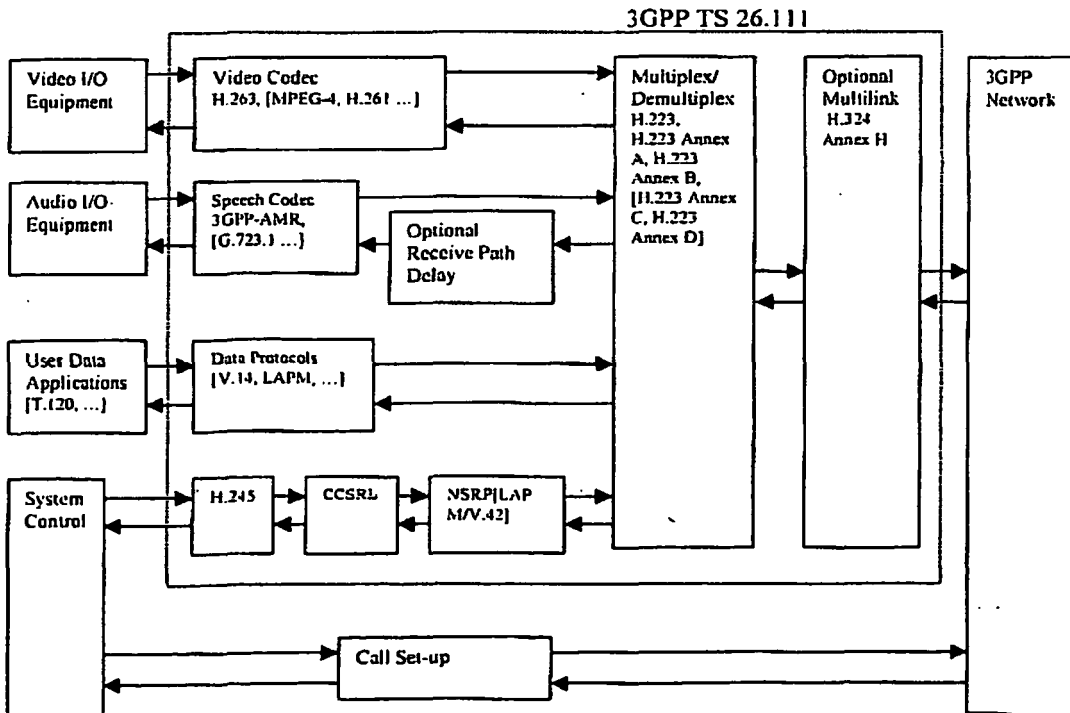 3GPP TS 26.111
Video I/O
Equipment
Video Codec
H.263, [MPEG-4, H.261 ...]
Multiplex/
Demultiplex
H.223,
H.223 Annex
A, H.223
Annex B,
[H.223 Annex
C, H.223
Annex D]
Optional
Multilink
H.324
Annex H
3GPP
Network
Audio I/O
Equipment
Speech Codec
3GPP-AMR,
[G.723.1 ...]
Optional
Receive Path
Delay
User Data
Applications
[T.120, ...]
Data Protocols
[V.14, LAPM, ...]
System
Control
H.245
CCSRL
NSRP[LAP
M/V.42]
Call Set-up